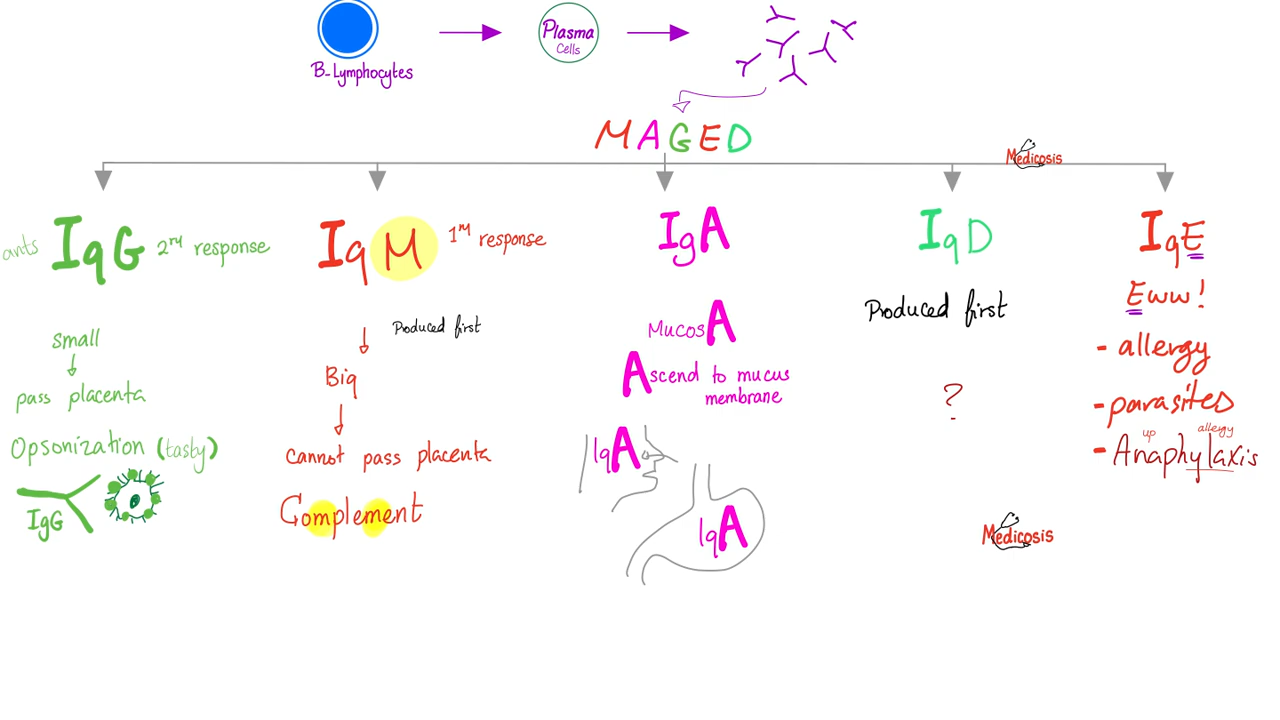 B-Lymphocytes
Plasma
Cells
MAGED
Medicosis
ants IgG 2ry response
IgM 1ry response
IgA
IgD
IgE
Small
pass placenta
Opsonization (tasty)
IgG
Produced first
Big
Cannot pass placenta
Complement
MucosA
Ascend to mucus
membrane
IgA
IgA
Produced first
?
Medicosis
Eww!
- allergy
- parasites
up allergy
- Anaphylaxis